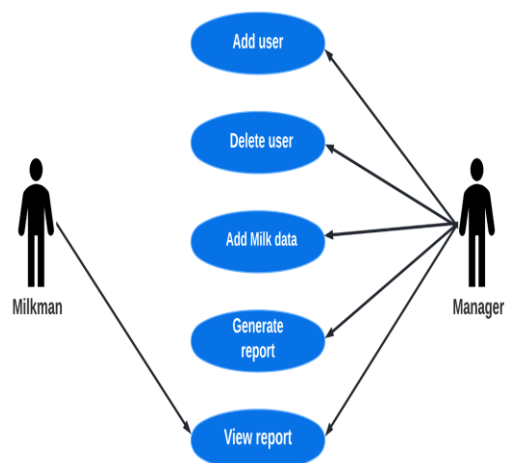 Add user
Delete user
Add Milk data
Milkman
Manager
Generate
report
View report